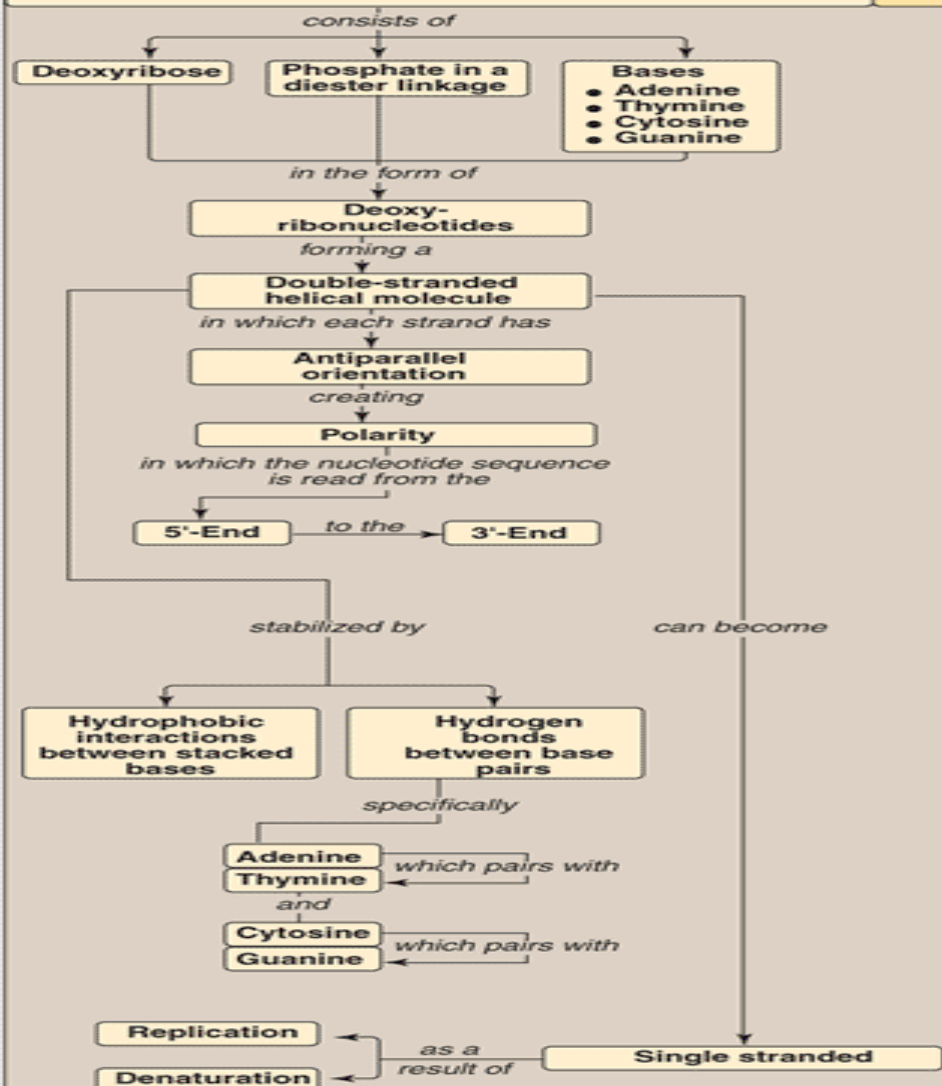 consists of
Deoxyribose
Phosphate in a
diester linkage
Bases
• Adenine
• Thymine
• Cytosine
• Guanine
in the form of
Deoxy-
ribonucleotides
forming a
Double-stranded
helical molecule
in which each strand has
Antiparallel
orientation
creating
Polarity
in which the nucleotide sequence
is read from the
5'-End
to the
3'-End
stabilized by
can become
Hydrophobic
interactions
between stacked
bases
Hydrogen
bonds
between base
pairs
specifically
Adenine
which pairs with
Thymine
and
Cytosine
which pairs with
Guanine
Replication
as a
result of
Single stranded
Denaturation